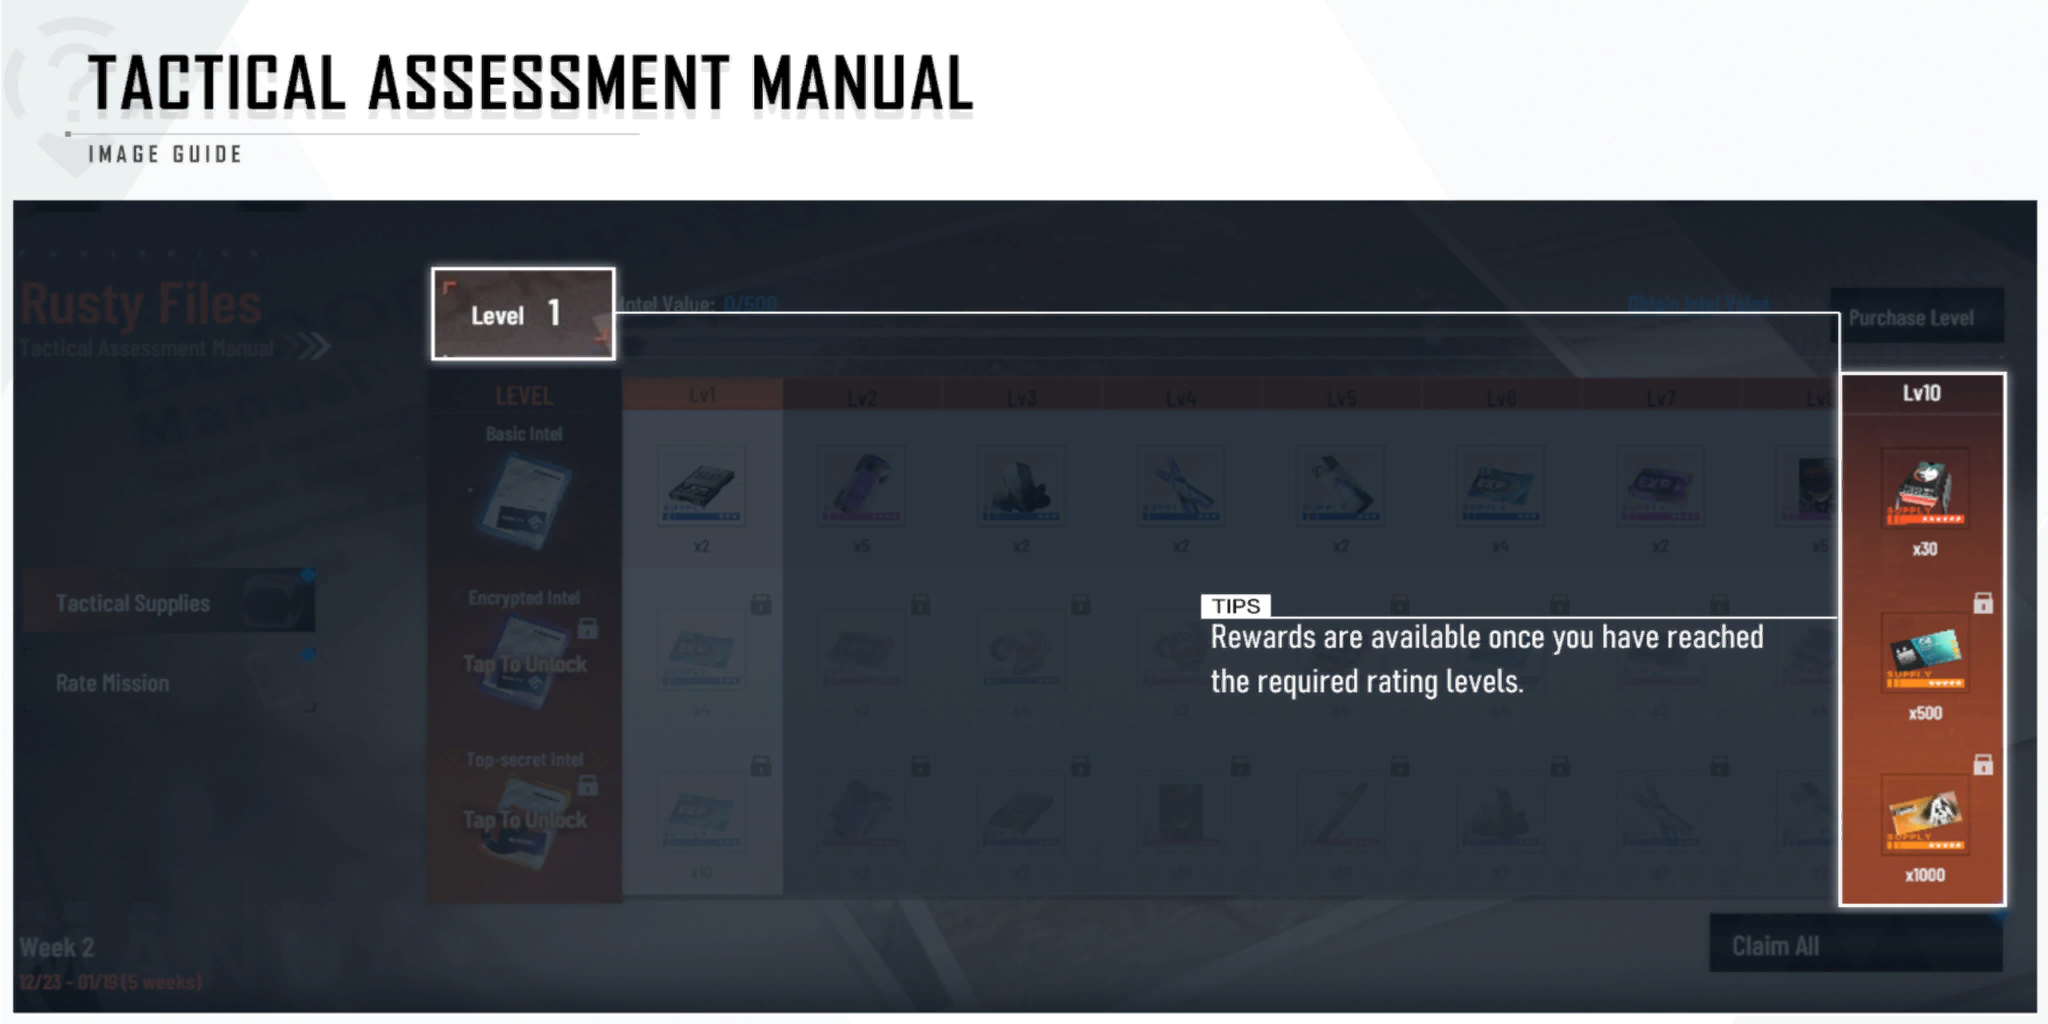 TACTICAL ASSESSMENT MANUAL
IMAGE GUIDE
Rusty Files
Tactical Assessment Manual
Level 1
Intel Value: 0/500
Obtain Intel Value
Purchase Level
LEVEL
Lv1
Lv2
Lv3
Lv4
Lv5
Lv6
Lv7
Lv10
Basic Intel
x2
x5
x2
x2
x2
x4
x2
x5
x30
Tactical Supplies
Rate Mission
Encrypted Intel
Tap To Unlock
x4
x2
TIPS
Rewards are available once you have reached
the required rating levels.
x500
Top-secret Intel
Tap To Unlock
x10
x1000
Week 2
12/23 - 01/19 (5 weeks)
Claim All